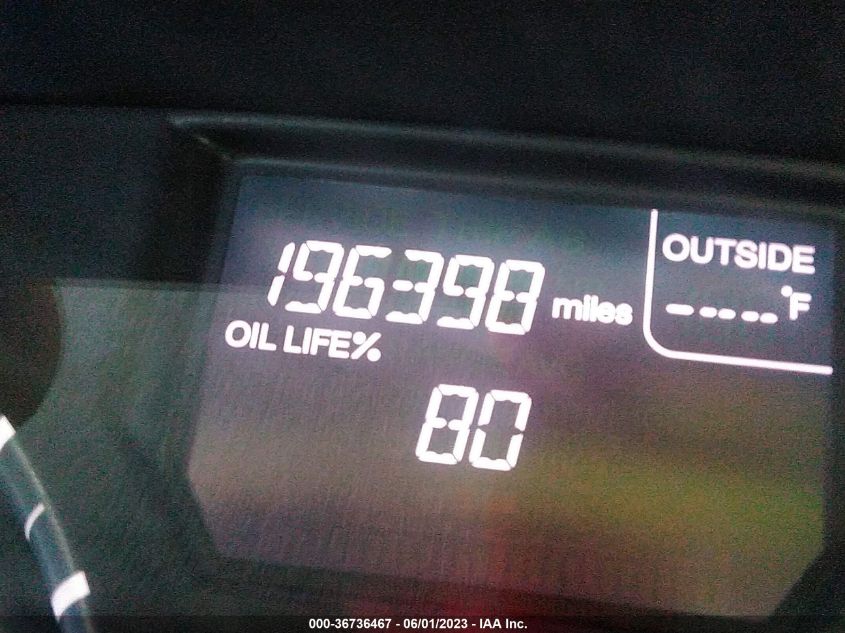 196398 miles
OUTSIDE
----- °F
OIL LIFE%
80
000-36736467 - 06/01/2023 - IAA Inc.